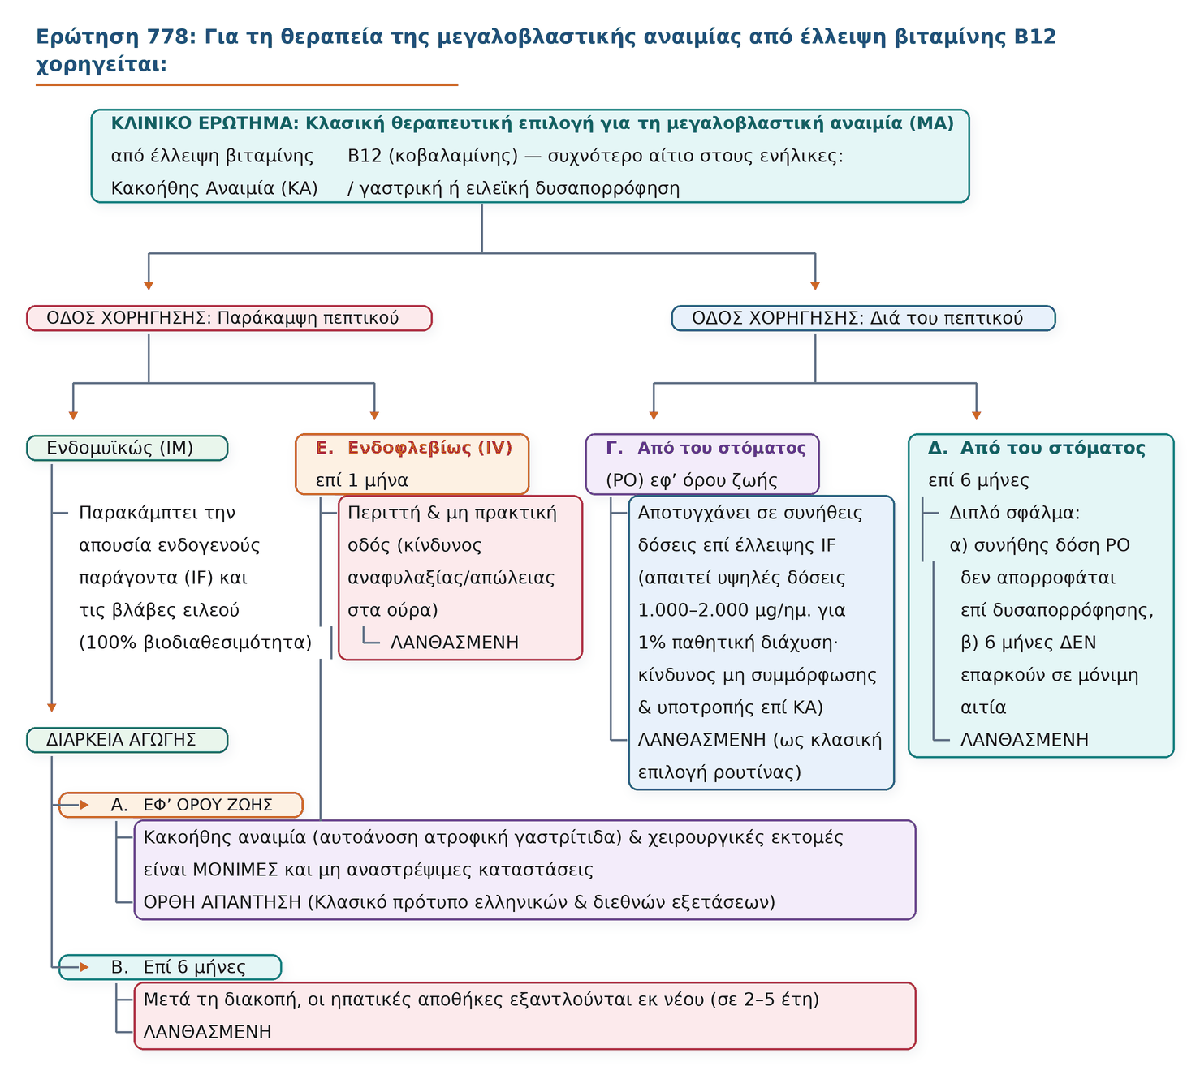 Ερώτηση 778: Για τη θεραπεία της μεγαλοβλαστικής αναιμίας από έλλειψη βιταμίνης Β12
χορηγείται:
ΚΛΙΝΙΚΟ ΕΡΩΤΗΜΑ: Κλασική θεραπευτική επιλογή για τη μεγαλοβλαστική αναιμία (ΜΑ)
από έλλειψη βιταμίνης Β12 (κοβαλαμίνης) — συχνότερο αίτιο στους ενήλικες:
Κακοήθης Αναιμία (ΚΑ) / γαστρική ή ειλεϊκή δυσαπορρόφηση
ΟΔΟΣ ΧΟΡΗΓΗΣΗΣ: Παράκαμψη πεπτικού
ΟΔΟΣ ΧΟΡΗΓΗΣΗΣ: Διά του πεπτικού
Ενδομυϊκώς (IM)
Παρακάμπτει την
απουσία ενδογενούς
παράγοντα (IF) και
τις βλάβες ειλεού
(100% βιοδιαθεσιμότητα)
Ε. Ενδοφλεβίως (IV)
επί 1 μήνα
Περιττή & μη πρακτική
οδός (κίνδυνος
αναφυλαξίας/απώλειας
στα ούρα)
ΛΑΝΘΑΣΜΕΝΗ
Γ. Από του στόματος
(PO) εφ’ όρου ζωής
Αποτυγχάνει σε συνήθεις
δόσεις επί έλλειψης IF
(απαιτεί υψηλές δόσεις
1.000–2.000 μg/ημ. για
1% παθητική διάχυση·
κίνδυνος μη συμμόρφωσης
& υποτροπής επί ΚΑ)
ΛΑΝΘΑΣΜΕΝΗ (ως κλασική
επιλογή ρουτίνας)
Δ. Από του στόματος
επί 6 μήνες
Διπλό σφάλμα:
α) συνήθης δόση PO
δεν απορροφάται
επί δυσαπορρόφησης,
β) 6 μήνες ΔΕΝ
επαρκούν σε μόνιμη
αιτία
ΛΑΝΘΑΣΜΕΝΗ
ΔΙΑΡΚΕΙΑ ΑΓΩΓΗΣ
Α. ΕΦ’ ΟΡΟΥ ΖΩΗΣ
Κακοήθης αναιμία (αυτοάνοση ατροφική γαστρίτιδα) & χειρουργικές εκτομές
είναι ΜΟΝΙΜΕΣ και μη αναστρέψιμες καταστάσεις
ΟΡΘΗ ΑΠΑΝΤΗΣΗ (Κλασικό πρότυπο ελληνικών & διεθνών εξετάσεων)
Β. Επί 6 μήνες
Μετά τη διακοπή, οι ηπατικές αποθήκες εξαντλούνται εκ νέου (σε 2–5 έτη)
ΛΑΝΘΑΣΜΕΝΗ